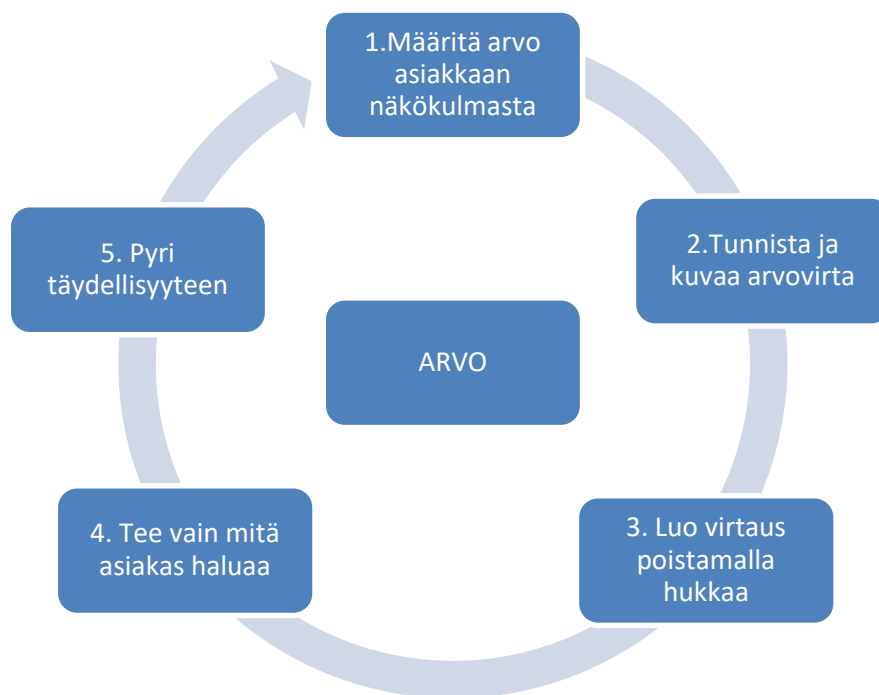 1.Määritä arvo
asiakkaan
näkökulmasta
2.Tunnista ja
kuvaa arvovirta
3. Luo virtaus
poistamalla
hukkaa
4. Tee vain mitä
asiakas haluaa
5. Pyri
täydellisyyteen
ARVO